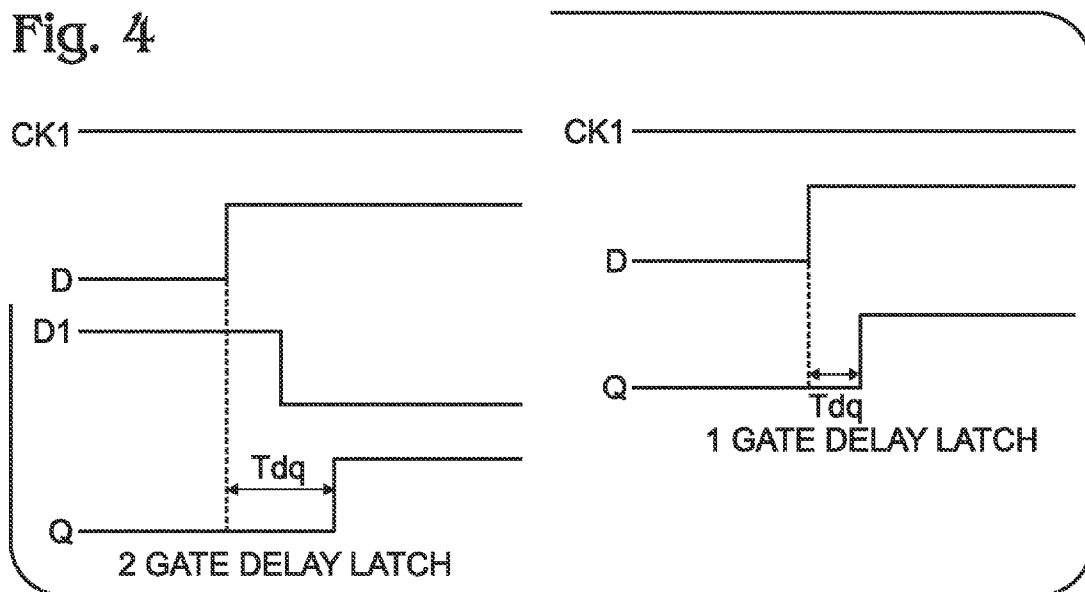 Fig. 4
CK1
D
D1
Tdq
Q
2 GATE DELAY LATCH
CK1
D
Q
Tdq
1 GATE DELAY LATCH